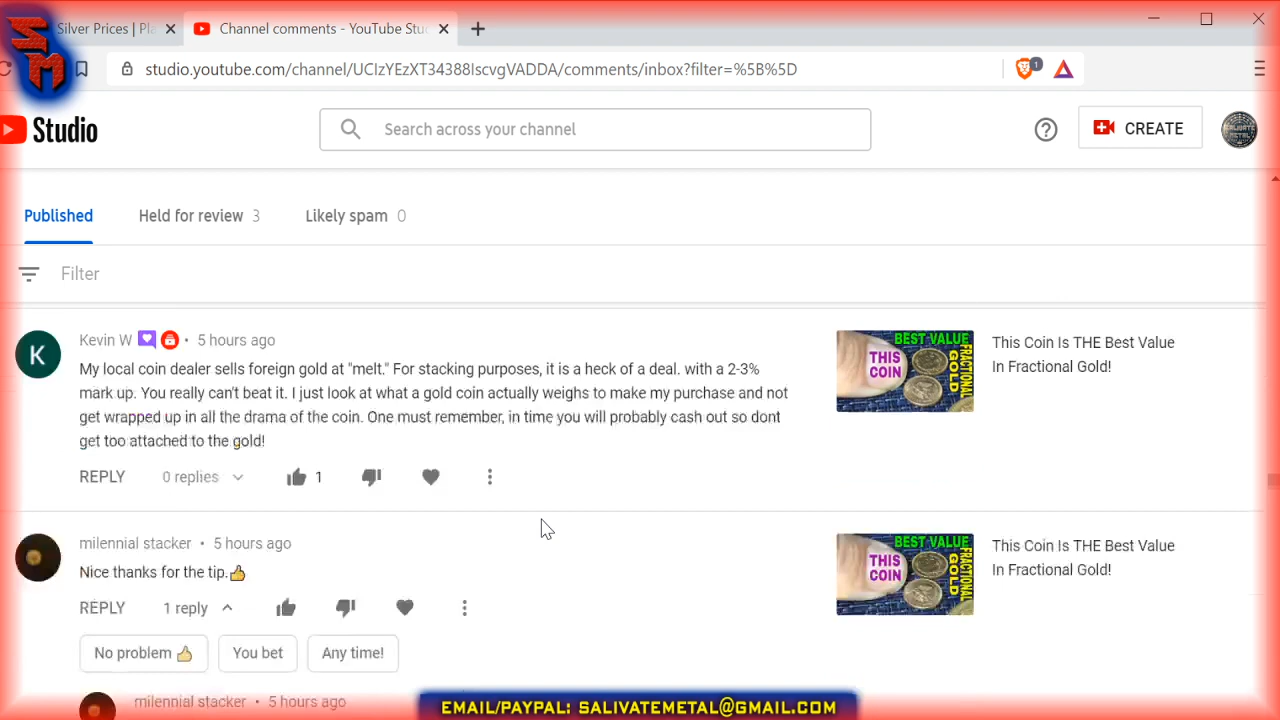 SM
Silver Prices | Pla
Channel comments - YouTube Stu
studio.youtube.com/channel/UCIzYEzXT34388IscvgVADDA/comments/inbox?filter=%5B%5D
1
Studio
Search across your channel
CREATE
SALIVATE METAL
Published
Held for review 3
Likely spam 0
Filter
K
Kevin W • 5 hours ago
My local coin dealer sells foreign gold at "melt." For stacking purposes, it is a heck of a deal. with a 2-3%
mark up. You really can't beat it. I just look at what a gold coin actually weighs to make my purchase and not
get wrapped up in all the drama of the coin. One must remember, in time you will probably cash out so dont
get too attached to the gold!
REPLY 0 replies 1
BEST VALUE
THIS COIN
FRACTIONAL GOLD
This Coin Is THE Best Value
In Fractional Gold!
milennial stacker • 5 hours ago
Nice thanks for the tip.👍
REPLY 1 reply
No problem 👍 You bet Any time!
BEST VALUE
THIS COIN
FRACTIONAL GOLD
This Coin Is THE Best Value
In Fractional Gold!
milennial stacker • 5 hours ago
EMAIL/PAYPAL: SALIVATEMETAL@GMAIL.COM